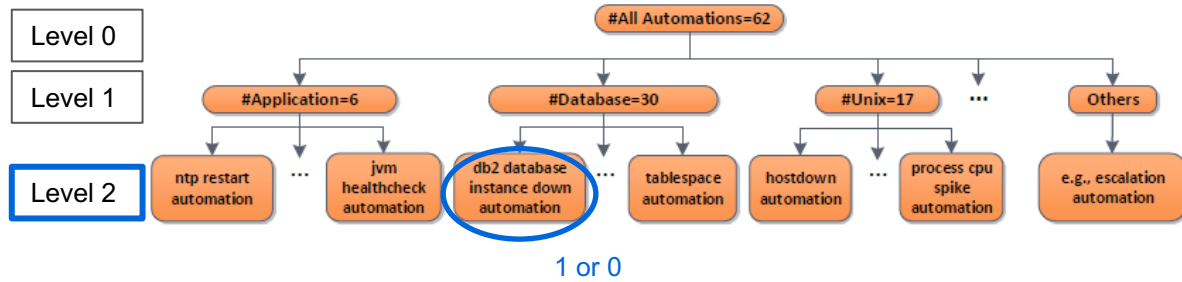 Level 0
#All Automations=62
Level 1
#Application=6
#Database=30
#Unix=17
...
Others
Level 2
ntp restart
automation
...
jvm
healthcheck
automation
db2 database
instance down
automation
...
tablespace
automation
hostdown
automation
...
process cpu
spike
automation
e.g., escalation
automation
1 or 0